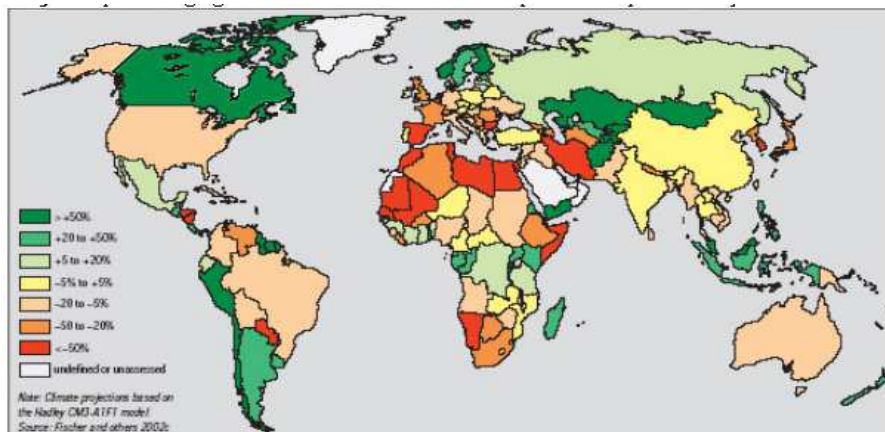 > +50%
+20 to +50%
+5 to +20%
-5% to +5%
-20 to -5%
-50 to -20%
<-50%
undefined or unassessed
Note: Climate projections based on
the Hadley CM3-A1F1 model
Source: Fischer and others 2002c